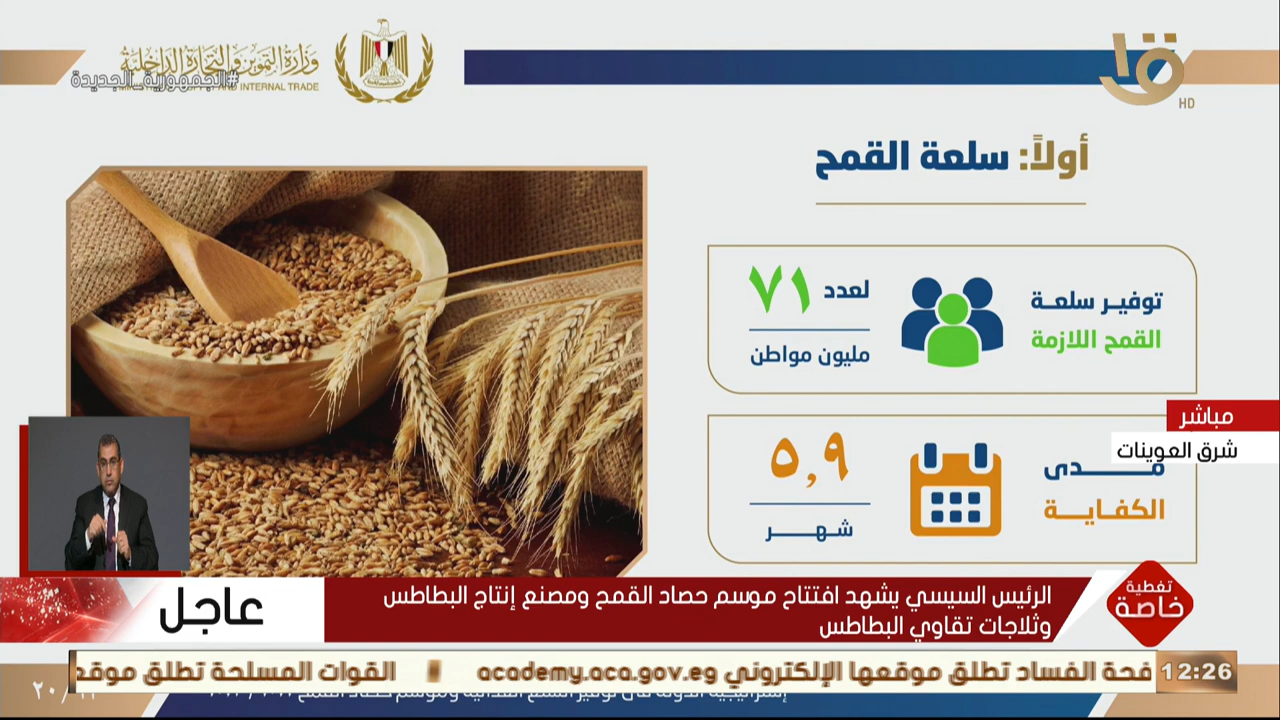 وزارة التموين والتجارة الداخلية
AND INTERNAL TRADE
#الجمهورية_الجديدة
HD
أولاً: سلعة القمح
توفير سلعة
القمح اللازمة
لعدد ٧١
مليون مواطن
مباشر
شرق العوينات
مدى
الكفاية
٥,٩
شهر
تغطية
خاصة
الرئيس السيسي يشهد افتتاح موسم حصاد القمح ومصنع إنتاج البطاطس
وثلاجات تقاوي البطاطس
عاجل
فحة الفساد تطلق موقعها الإلكتروني academy.aca.gov.eg القوات المسلحة تطلق موقع
12:26